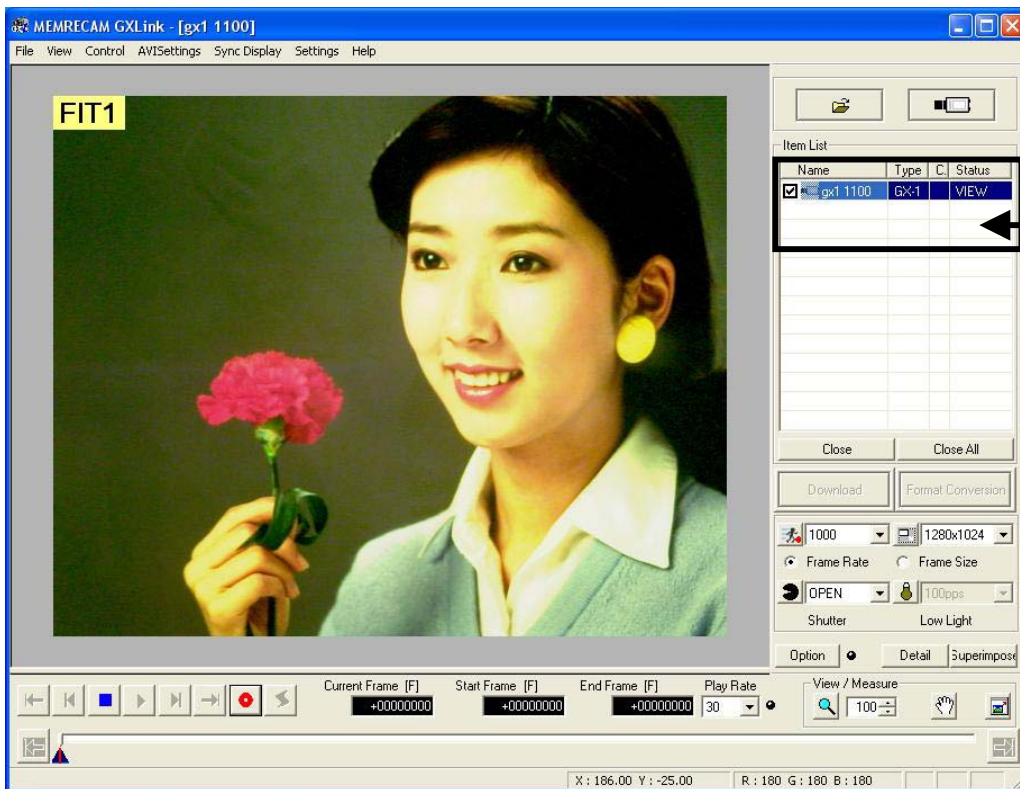 MEMRECAM GXLink - [gx1 1100]
File View Control AVISettings Sync Display Settings Help
FIT1
Item List
Name Type C. Status
gx1 1100 GX-1 VIEW
Close Close All
Download Format Conversion
1000 1280x1024
Frame Rate Frame Size
OPEN 100pps
Shutter Low Light
Option Detail Superimpose
Current Frame [F] Start Frame [F] End Frame [F] Play Rate View / Measure
+00000000 +00000000 +00000000 30 100
X : 186.00 Y : -25.00 R : 180 G : 180 B : 180